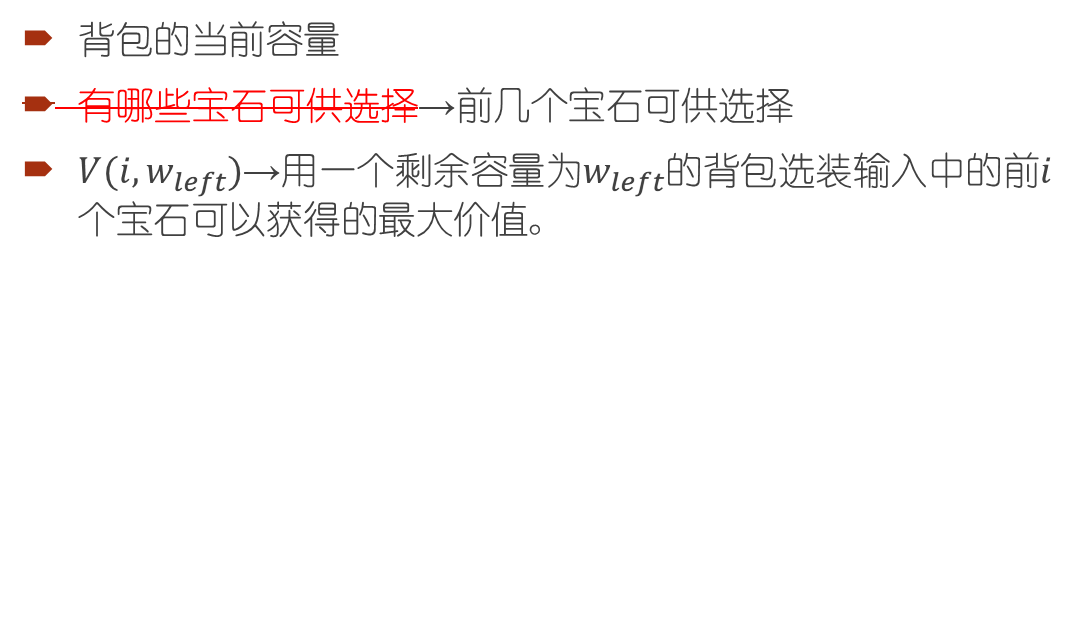 背包的当前容量
有哪些宝石可供选择→前几个宝石可供选择
V(i, w_left)→用一个剩余容量为w_left的背包选装输入中的前i
个宝石可以获得的最大价值。